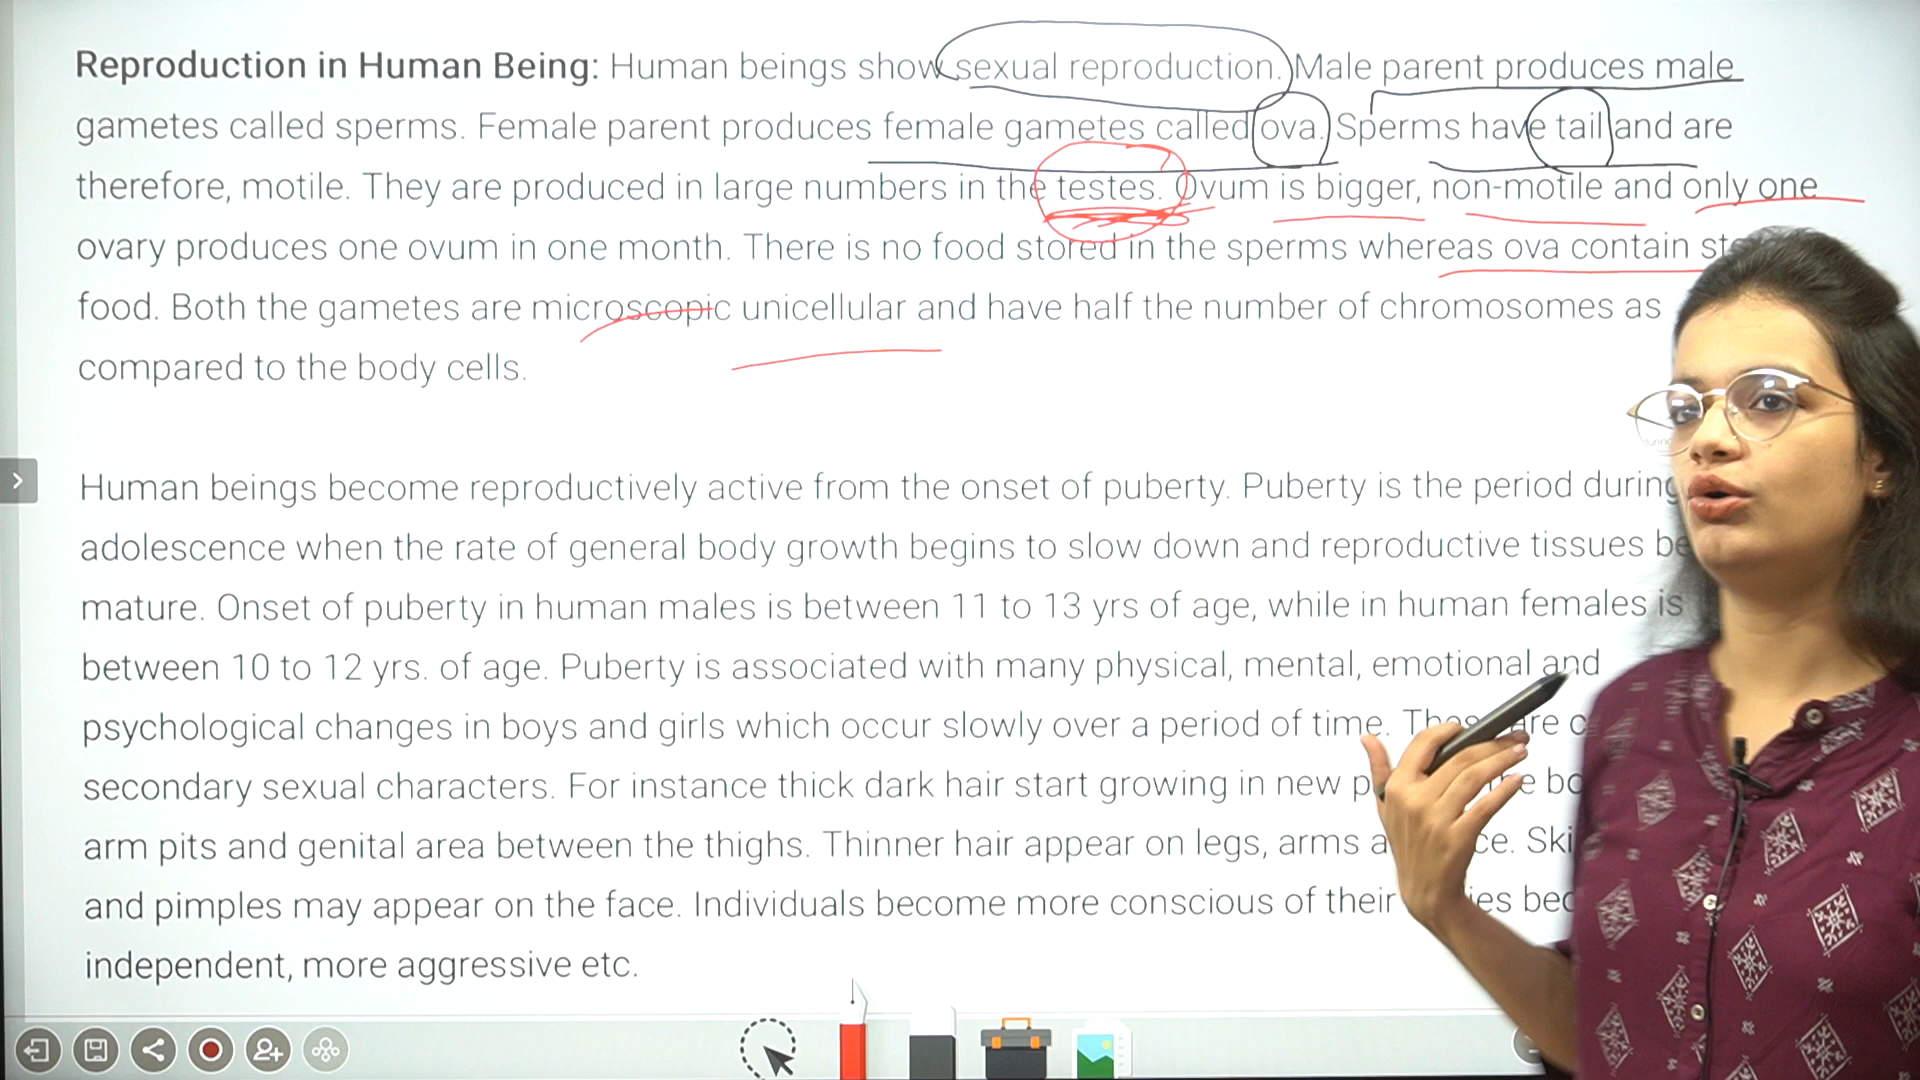 Reproduction in Human Being: Human beings show sexual reproduction. Male parent produces male
gametes called sperms. Female parent produces female gametes called ova. Sperms have tail and are
therefore, motile. They are produced in large numbers in the testes. Ovum is bigger, non-motile and only one
ovary produces one ovum in one month. There is no food stored in the sperms whereas ova contain
food. Both the gametes are microscopic unicellular and have half the number of chromosomes as
compared to the body cells.
Human beings become reproductively active from the onset of puberty. Puberty is the period during
adolescence when the rate of general body growth begins to slow down and reproductive tissues
mature. Onset of puberty in human males is between 11 to 13 yrs of age, while in human females is
between 10 to 12 yrs. of age. Puberty is associated with many physical, mental, emotional and
psychological changes in boys and girls which occur slowly over a period of time.
secondary sexual characters. For instance thick dark hair start growing in new
arm pits and genital area between the thighs. Thinner hair appear on legs, arms
and pimples may appear on the face. Individuals become more conscious of their
independent, more aggressive etc.